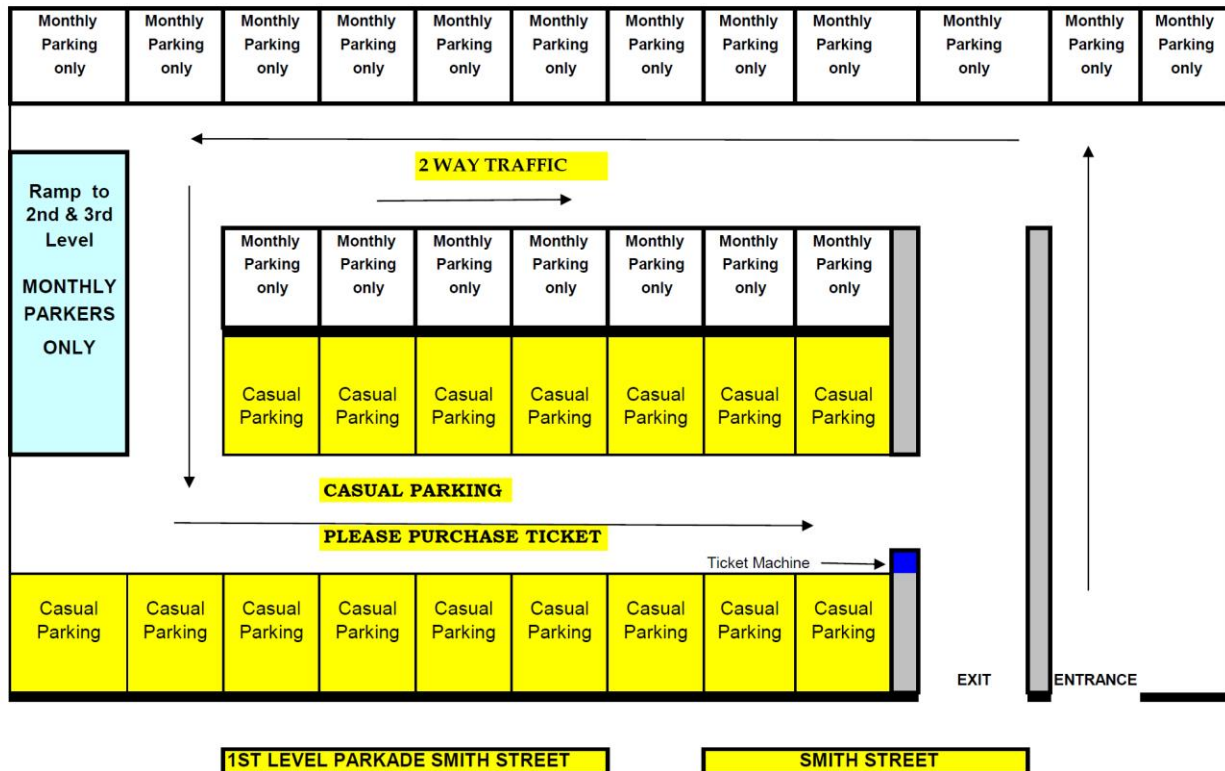 Monthly
Parking
only
Monthly
Parking
only
Monthly
Parking
only
Monthly
Parking
only
Monthly
Parking
only
Monthly
Parking
only
Monthly
Parking
only
Monthly
Parking
only
Monthly
Parking
only
Monthly
Parking
only
Monthly
Parking
only
Monthly
Parking
only
2 WAY TRAFFIC
Ramp to
2nd & 3rd
Level
MONTHLY
PARKERS
ONLY
Monthly
Parking
only
Monthly
Parking
only
Monthly
Parking
only
Monthly
Parking
only
Monthly
Parking
only
Monthly
Parking
only
Monthly
Parking
only
Casual
Parking
Casual
Parking
Casual
Parking
Casual
Parking
Casual
Parking
Casual
Parking
Casual
Parking
CASUAL PARKING
PLEASE PURCHASE TICKET
Ticket Machine
Casual
Parking
Casual
Parking
Casual
Parking
Casual
Parking
Casual
Parking
Casual
Parking
Casual
Parking
Casual
Parking
Casual
Parking
EXIT
ENTRANCE
1ST LEVEL PARKADE SMITH STREET
SMITH STREET